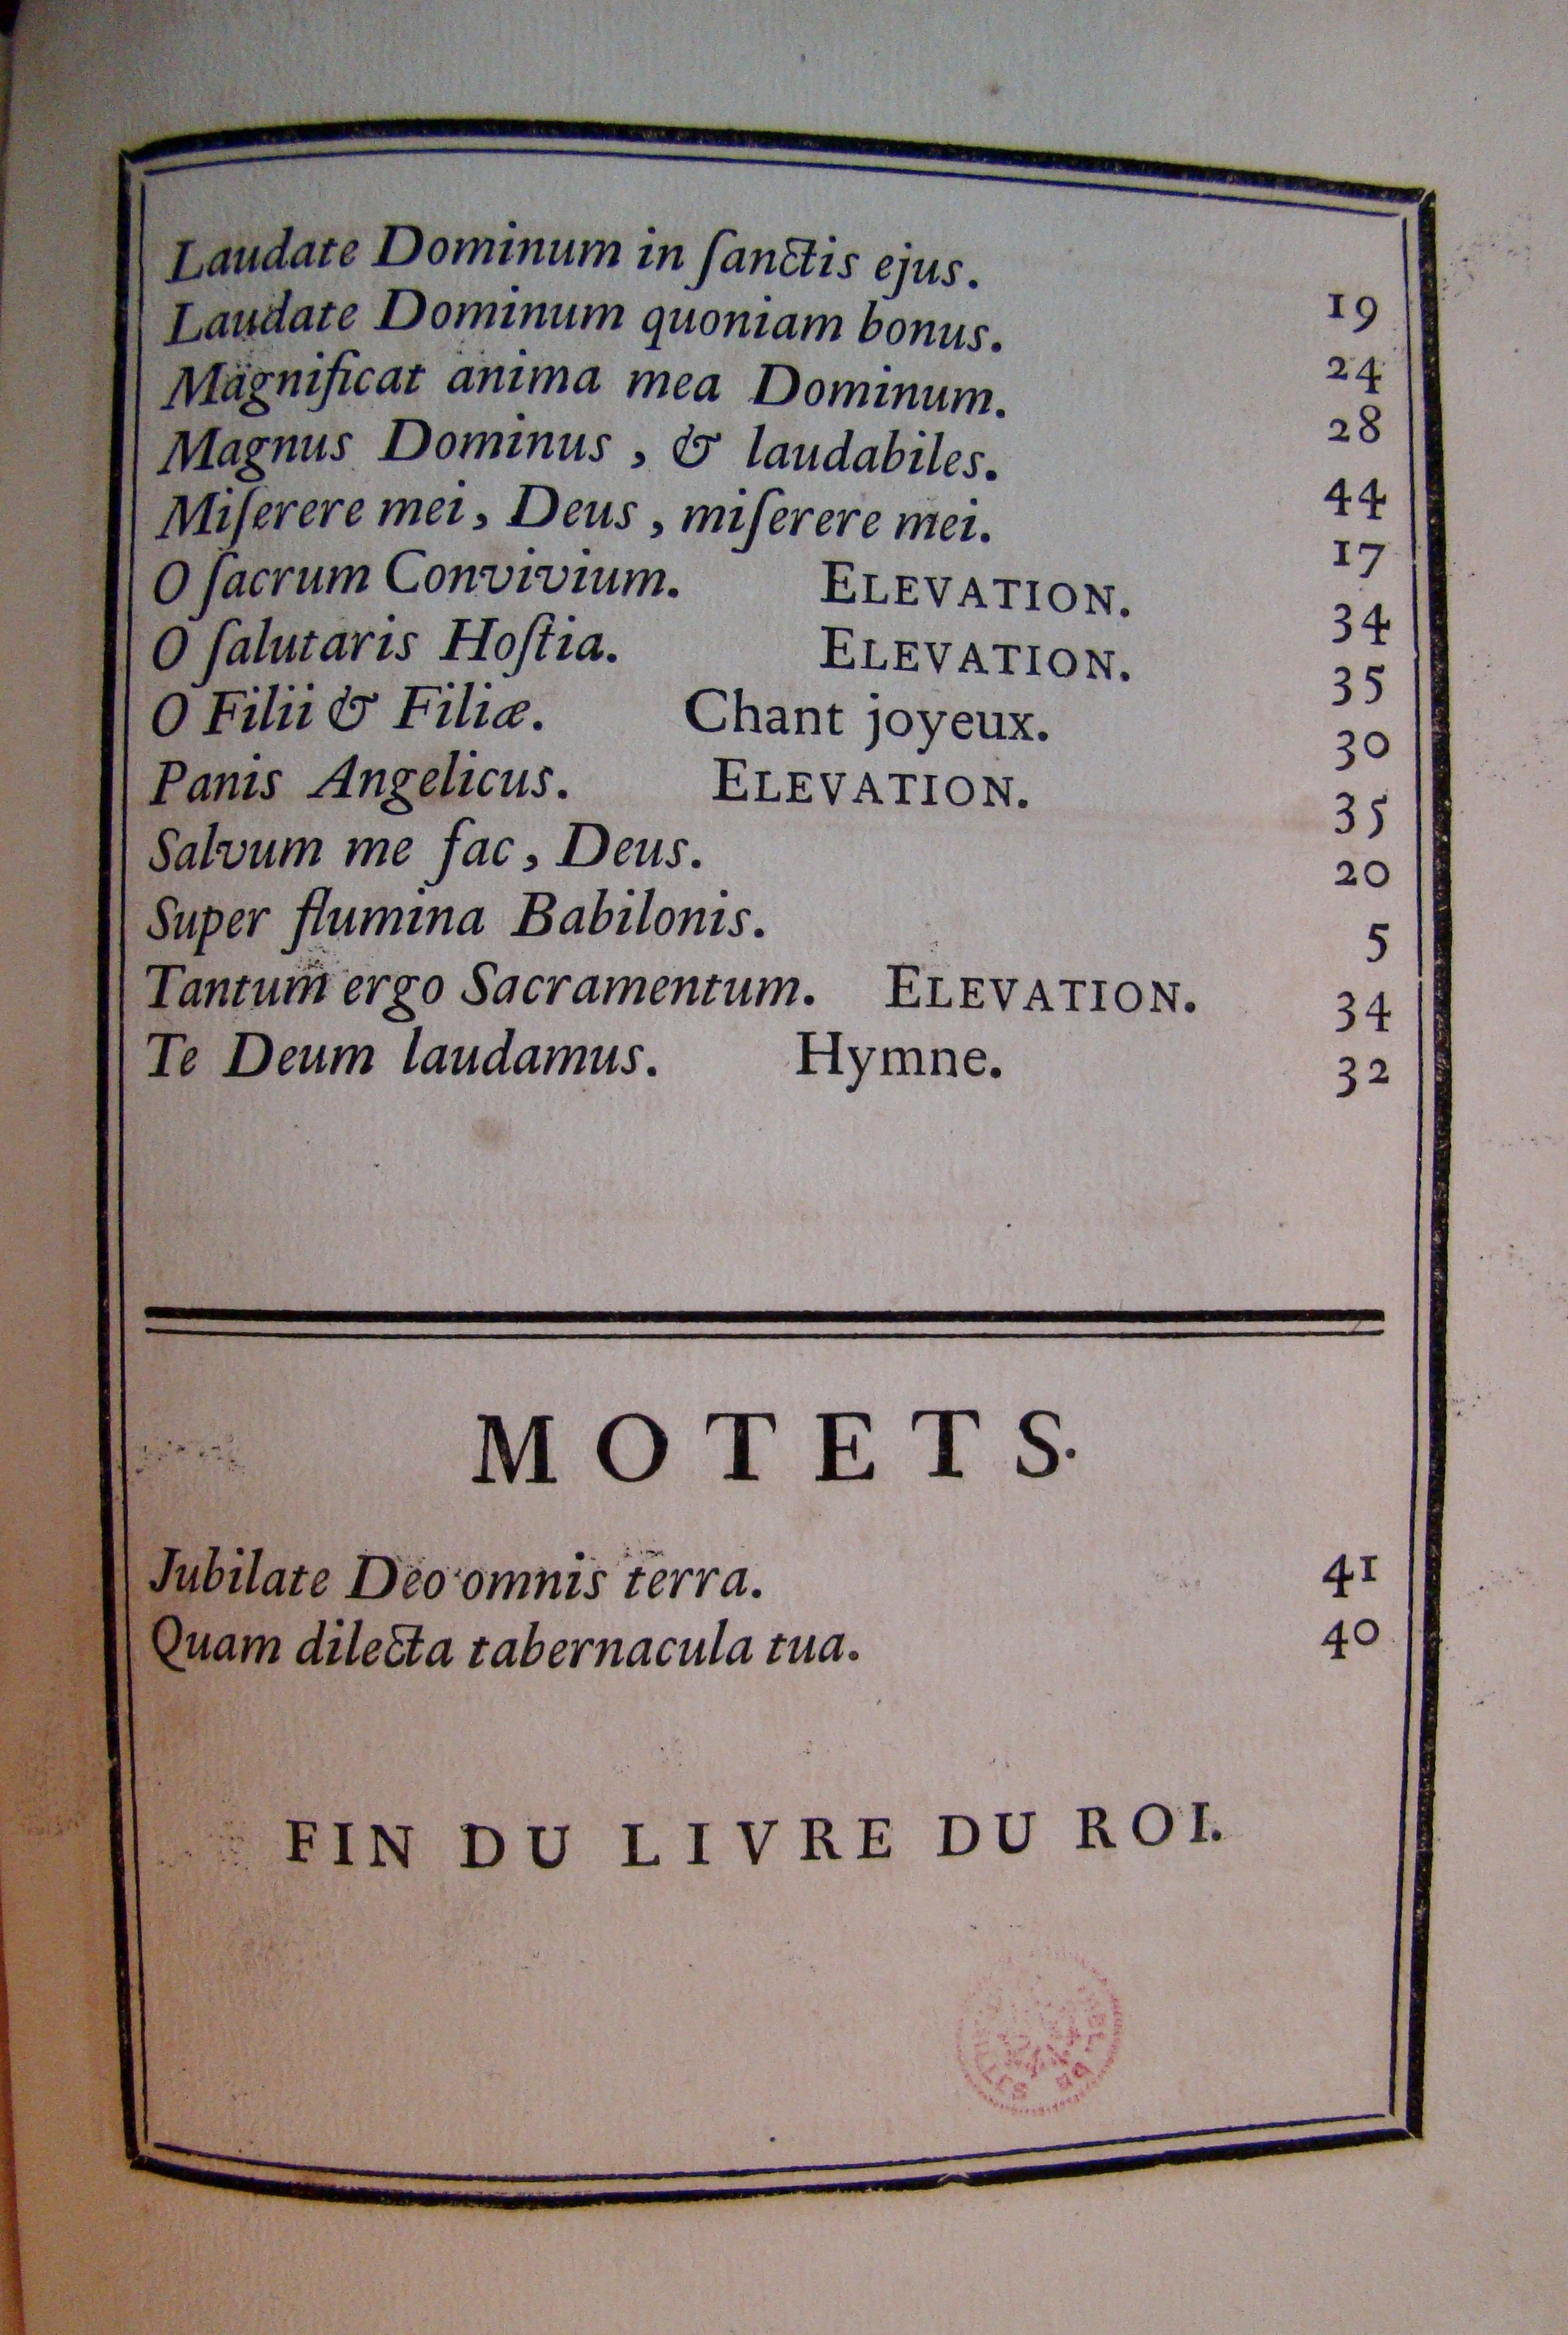 Laudate Dominum in ſanctis ejus. 19
Laudate Dominum quoniam bonus. 24
Magnificat anima mea Dominum. 28
Magnus Dominus , & laudabiles. 44
Miſerere mei, Deus , miſerere mei. 17
O ſacrum Convivium. ELEVATION. 34
O ſalutaris Hoſtia. ELEVATION. 35
O Filii & Filiæ. Chant joyeux. 30
Panis Angelicus. ELEVATION. 35
Salvum me fac , Deus. 20
Super flumina Babilonis. 5
Tantum ergo Sacramentum. ELEVATION. 34
Te Deum laudamus. Hymne. 32
MOTETS.
Jubilate Deo omnis terra. 41
Quam dilecta tabernacula tua. 40
FIN DU LIVRE DU ROI.